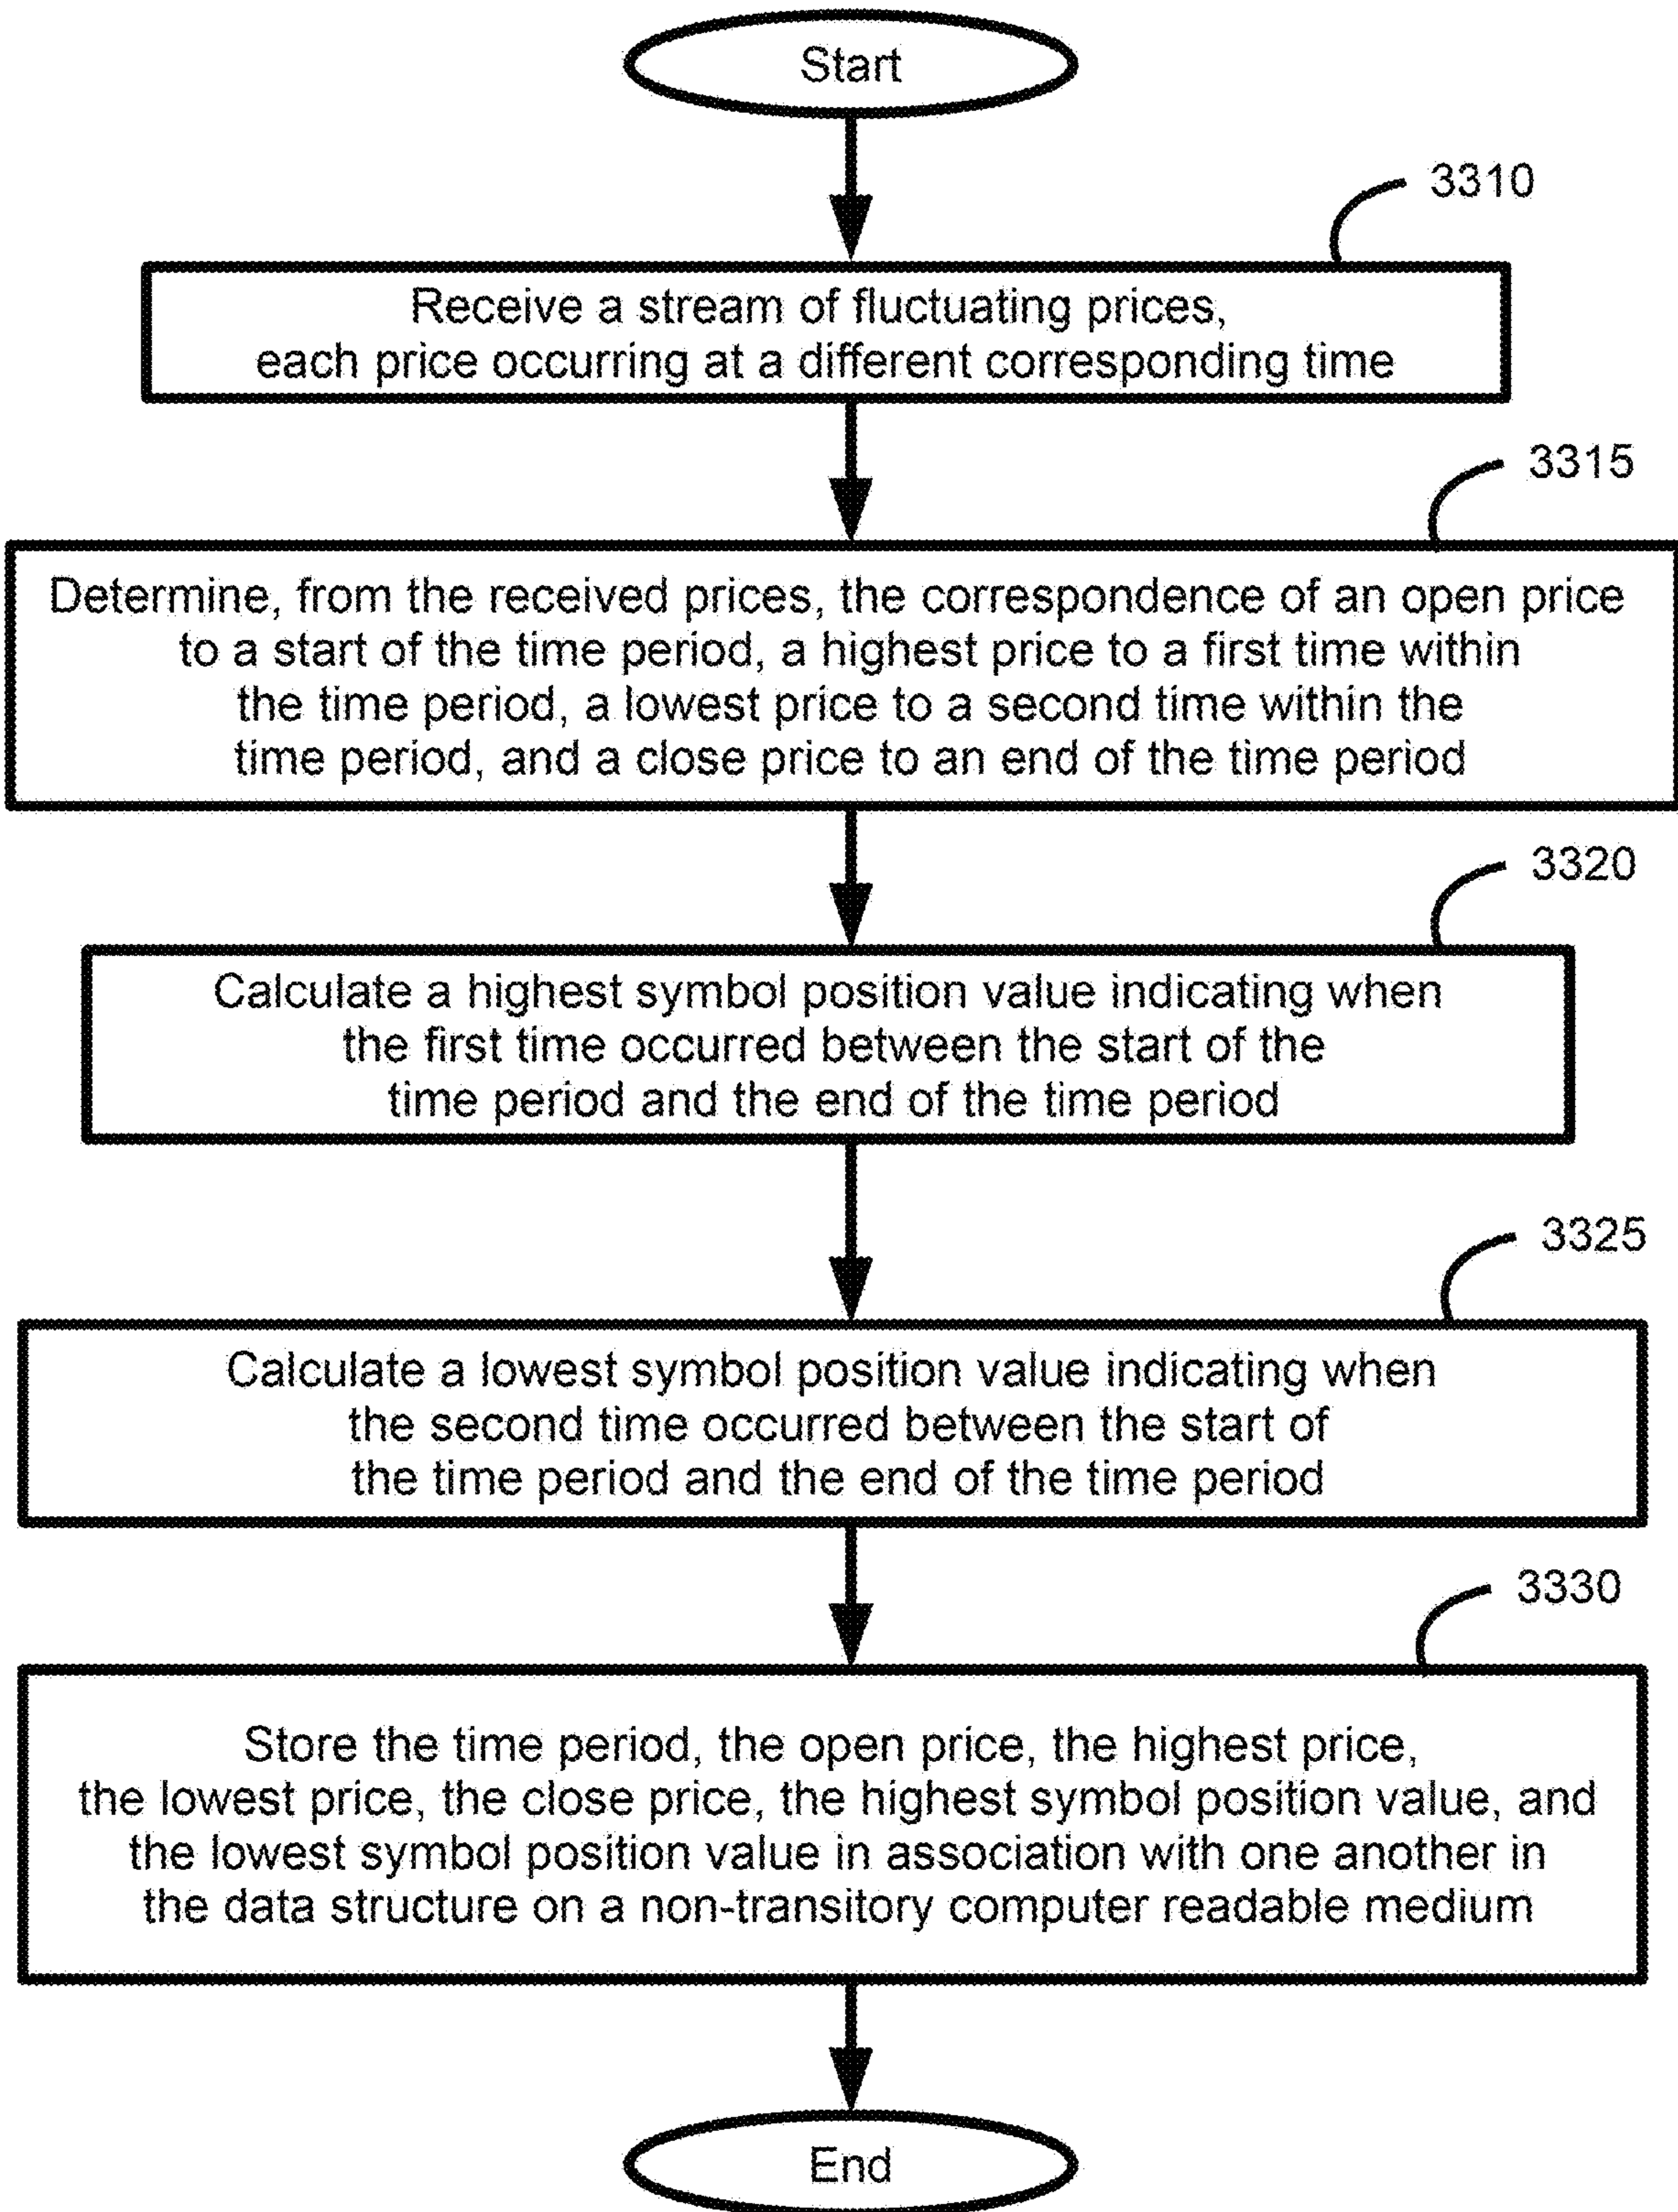 Start
3310
Receive a stream of fluctuating prices,
each price occurring at a different corresponding time
3315
Determine, from the received prices, the correspondence of an open price
to a start of the time period, a highest price to a first time within
the time period, a lowest price to a second time within the
time period, and a close price to an end of the time period
3320
Calculate a highest symbol position value indicating when
the first time occurred between the start of the
time period and the end of the time period
3325
Calculate a lowest symbol position value indicating when
the second time occurred between the start of
the time period and the end of the time period
3330
Store the time period, the open price, the highest price,
the lowest price, the close price, the highest symbol position value, and
the lowest symbol position value in association with one another in
the data structure on a non-transitory computer readable medium
End